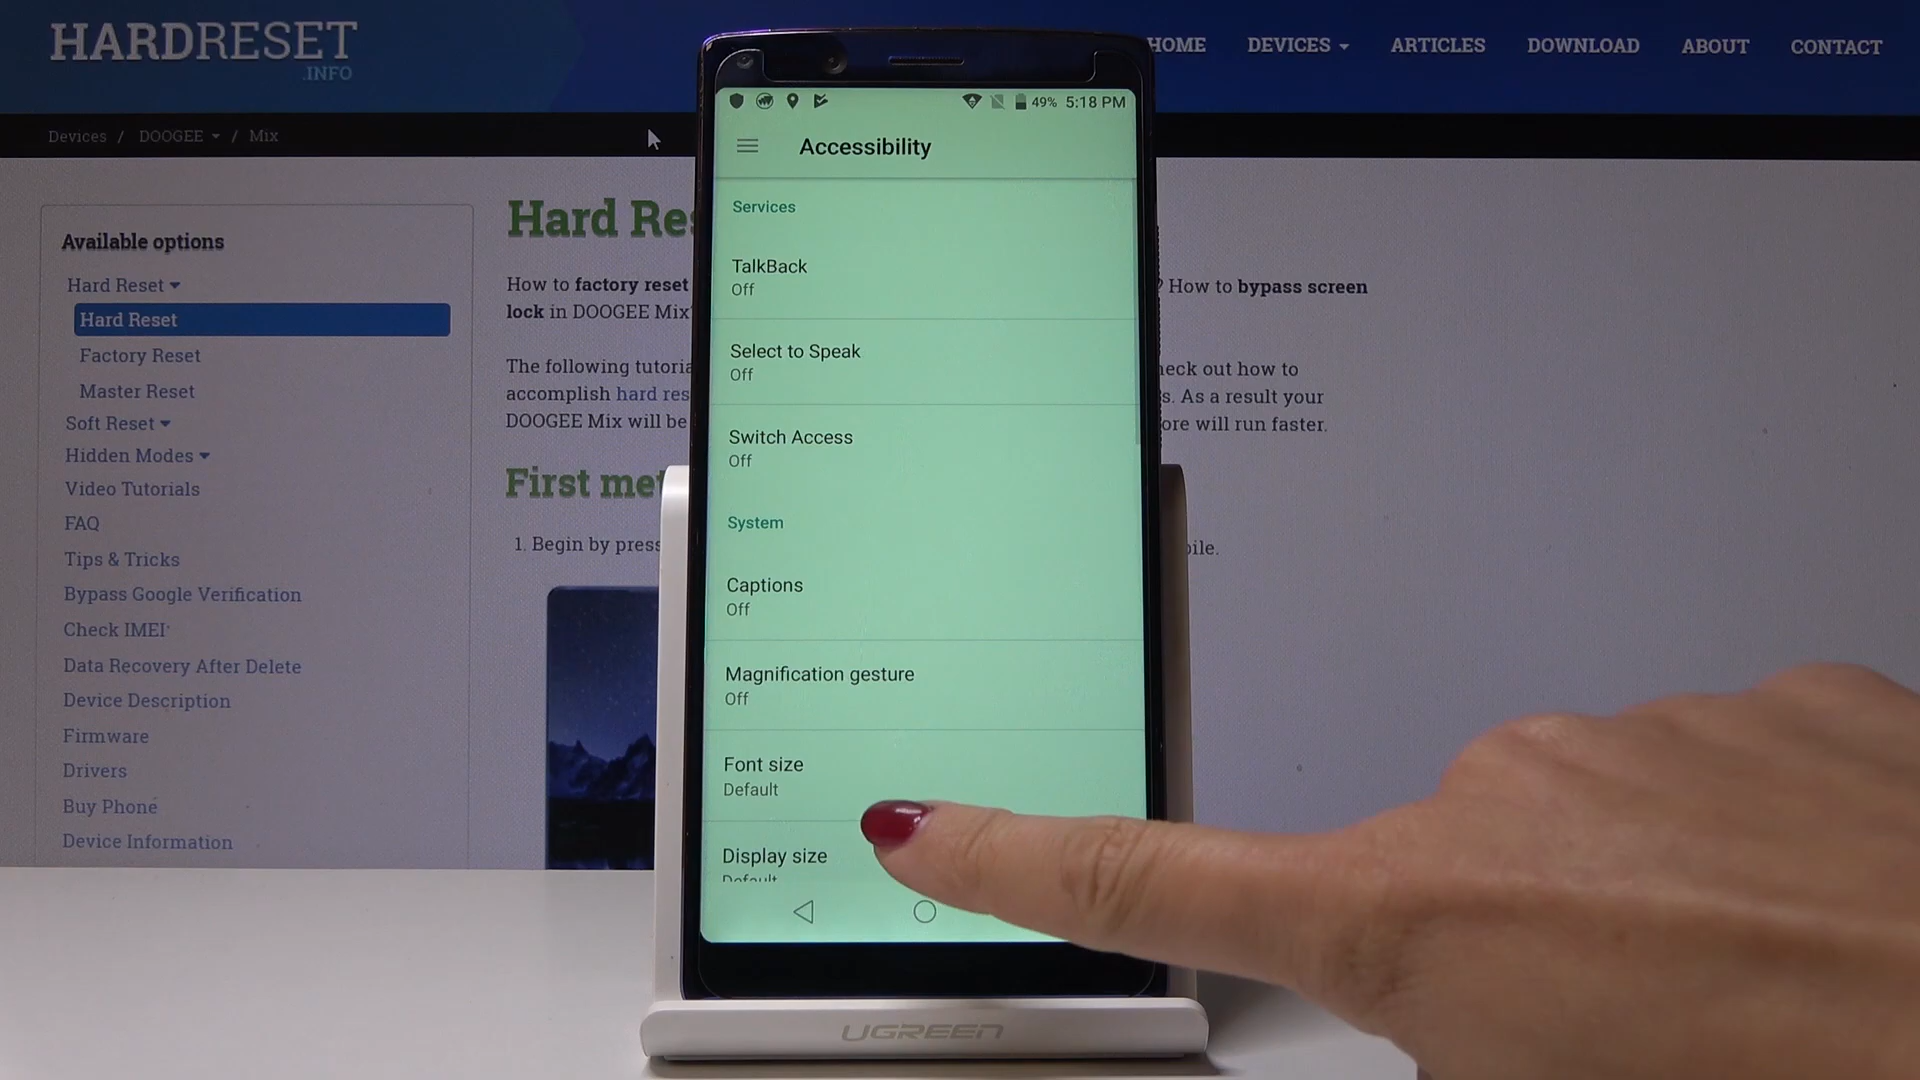 HARDRESET
.INFO
HOME DEVICES ARTICLES DOWNLOAD ABOUT CONTACT
Devices / DOOGEE / Mix
Available options
Hard Reset
Hard Reset
Factory Reset
Master Reset
Soft Reset
Hidden Modes
Video Tutorials
FAQ
Tips & Tricks
Bypass Google Verification
Check IMEI
Data Recovery After Delete
Device Description
Firmware
Drivers
Buy Phone
Device Information
Hard Res
How to factory reset ? How to bypass screen
lock in DOOGEE Mix
The following tutoria heck out how to
accomplish hard res s. As a result your
DOOGEE Mix will be ore will run faster.
First me
1. Begin by press bile.
49% 5:18 PM
Accessibility
Services
TalkBack
Off
Select to Speak
Off
Switch Access
Off
System
Captions
Off
Magnification gesture
Off
Font size
Default
Display size
Default
UGREEN